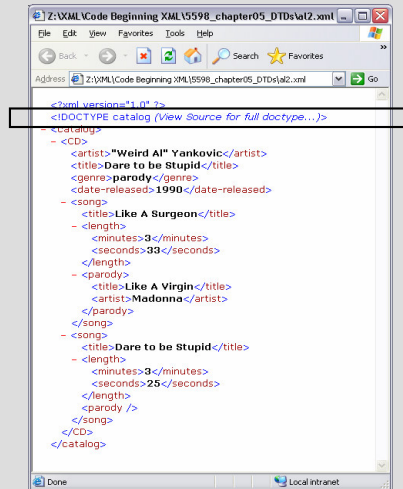 Z:\XML\Code Beginning XML\5598_chapter05_DTDs\al2.xml
File Edit View Favorites Tools Help
Back Search Favorites »
Address Z:\XML\Code Beginning XML\5598_chapter05_DTDs\al2.xml Go
<?xml version="1.0" ?>
<!DOCTYPE catalog (View Source for full doctype...)>
- <catalog>
- <CD>
<artist>"Weird Al" Yankovic</artist>
<title>Dare to be Stupid</title>
<genre>parody</genre>
<date-released>1990</date-released>
- <song>
<title>Like A Surgeon</title>
- <length>
<minutes>3</minutes>
<seconds>33</seconds>
</length>
- <parody>
<title>Like A Virgin</title>
<artist>Madonna</artist>
</parody>
</song>
- <song>
<title>Dare to be Stupid</title>
- <length>
<minutes>3</minutes>
<seconds>25</seconds>
</length>
<parody />
</song>
</CD>
</catalog>
Done Local intranet